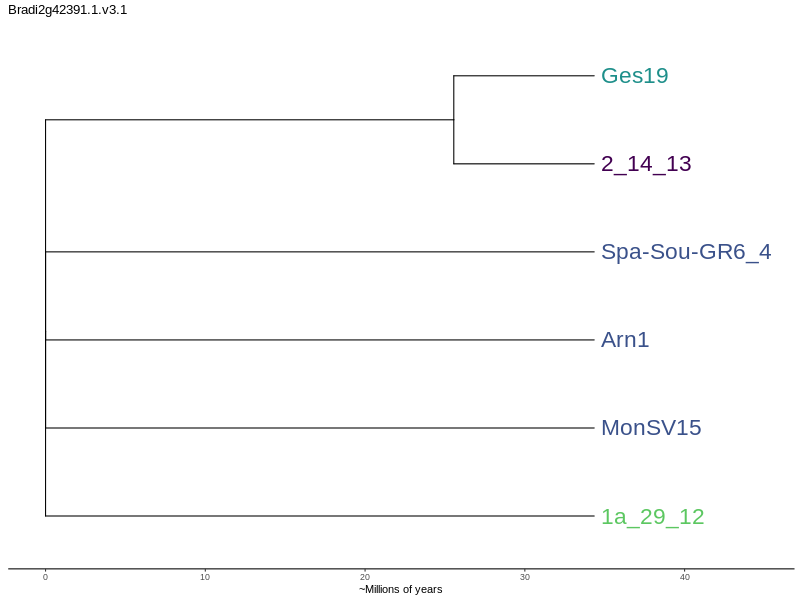 Bradi2g42391.1.v3.1
Ges19
2_14_13
Spa-Sou-GR6_4
Arn1
MonSV15
1a_29_12
0 10 20 30 40
~Millions of years